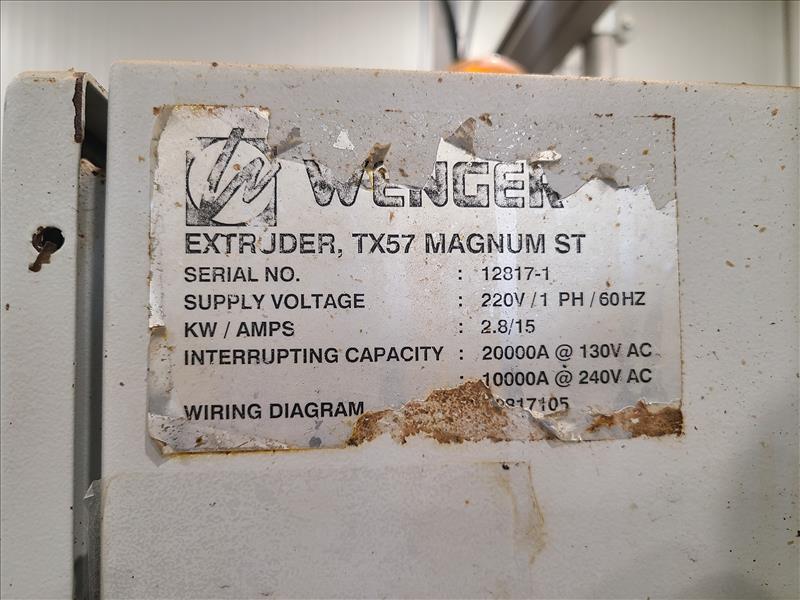 WENGER
EXTRUDER, TX57 MAGNUM ST
SERIAL NO. : 12817-1
SUPPLY VOLTAGE : 220V / 1 PH / 60HZ
KW / AMPS : 2.8/15
INTERRUPTING CAPACITY : 20000A @ 130V AC
: 10000A @ 240V AC
WIRING DIAGRAM